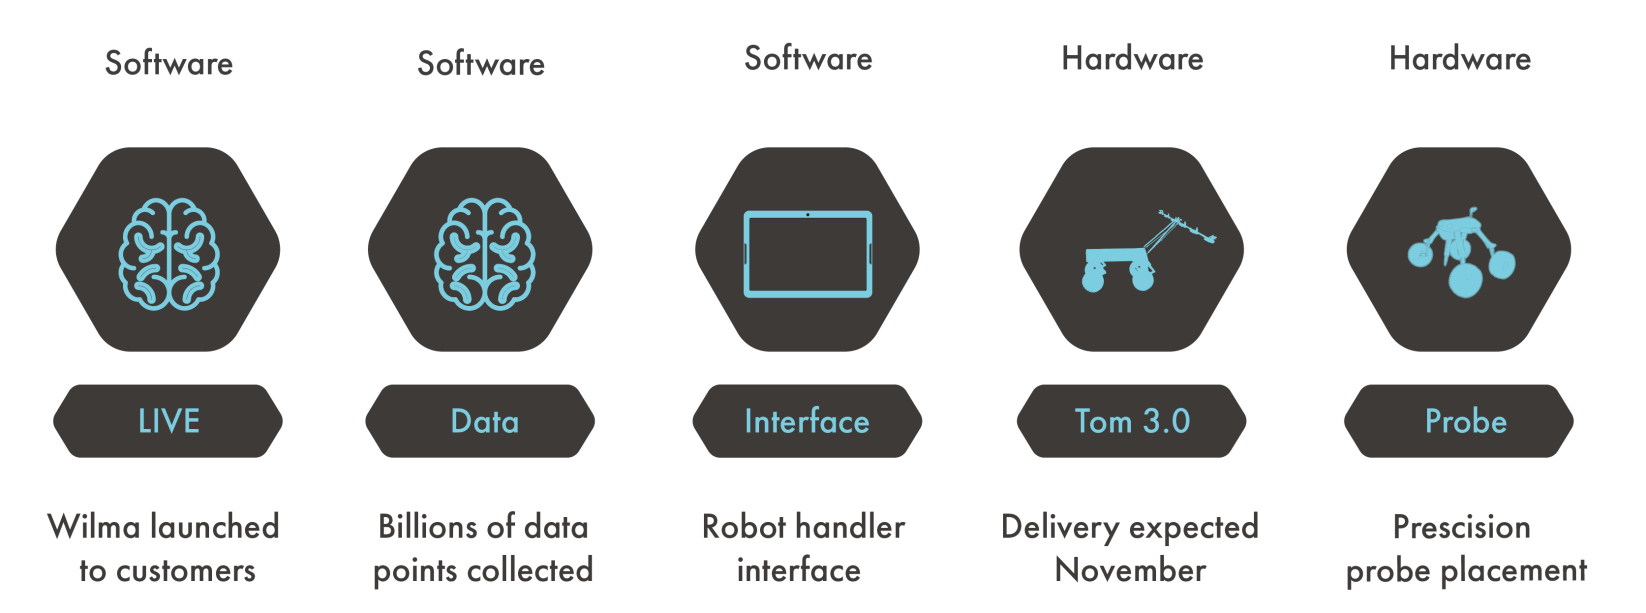 Software
Software
Software
Hardware
Hardware
LIVE
Data
Interface
Tom 3.0
Probe
Wilma launched
to customers
Billions of data
points collected
Robot handler
interface
Delivery expected
November
Prescision
probe placement